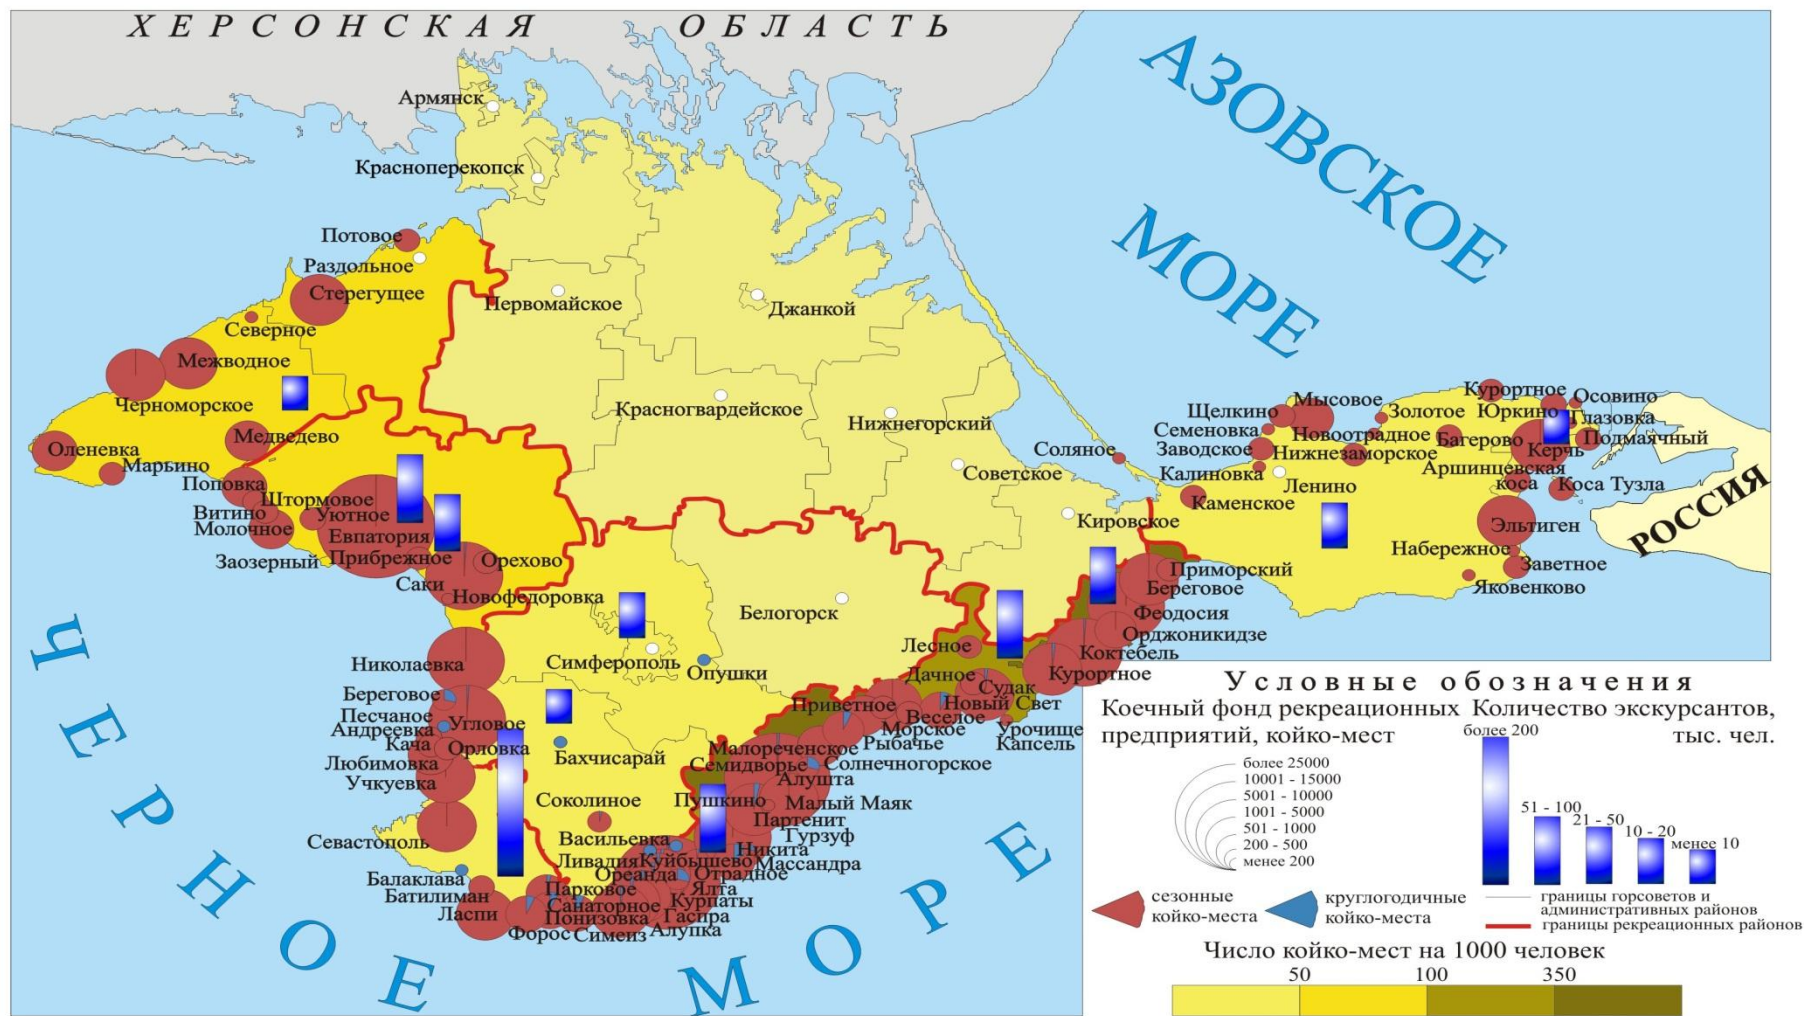 ХЕРСОНСКАЯ ОБЛАСТЬ
АЗОВСКОЕ
МОРЕ
Армянск
Красноперекопск
Потовое
Раздольное
Стерегущее
Северное
Межводное
Черноморское
Оленевка
Медведево
Марьино
Первомайское
Джанкой
Красногвардейское
Нижнегорский
Советское
Кировское
Соляное
Щелкино
Мысовое
Семеновка
Заводское
Калиновка
Каменское
Новоотрадное
Нижнезаморское
Золотое
Ленино
Багерово
Курортное
Осовино
Юркино
Глазовка
Подмаячный
Керчь
Аршинцевская
коса
Коса Тузла
Эльтиген
Набережное
Заветное
Яковенково
РОССИЯ
Поповка
Штормовое
Витино
Уютное
Молочное
Евпатория
Заозерный
Прибрежное
Орехово
Саки
Новофедоровка
Белогорск
Симферополь
Опушки
Николаевка
Береговое
Песчаное
Угловое
Андреевка
Кача
Орловка
Любимовка
Учкуевка
Бахчисарай
Севастополь
Соколиное
Приморский
Береговое
Феодосия
Орджоникидзе
Коктебель
Курортное
Лесное
Дачное
Судак
Новый Свет
Урочище
Капсель
Веселое
Морское
Приветное
Рыбачье
Малореченское
Солнечногорское
Семидворье
Алушта
Пушкино
Малый Маяк
Партенит
Гурзуф
Васильевка
Никита
Ливадия
Куйбышево
Массандра
Ореанда
Отрадное
Балаклава
Батилиман
Парковое
Ялта
Ласпи
Санаторное
Курпаты
Понизовка
Гаспра
Форос
Симеиз
Алупка
ЧЕРНОЕ
МОРЕ
Условные обозначения
Коечный фонд рекреационных
предприятий, койко-мест
более 25000
10001 - 15000
5001 - 10000
1001 - 5000
501 - 1000
200 - 500
менее 200
Количество экскурсантов,
тыс. чел.
более 200
51 - 100
21 - 50
10 - 20
менее 10
сезонные
койко-места
круглогодичные
койко-места
границы горсоветов и
административных районов
границы рекреационных районов
Число койко-мест на 1000 человек
50 100 350